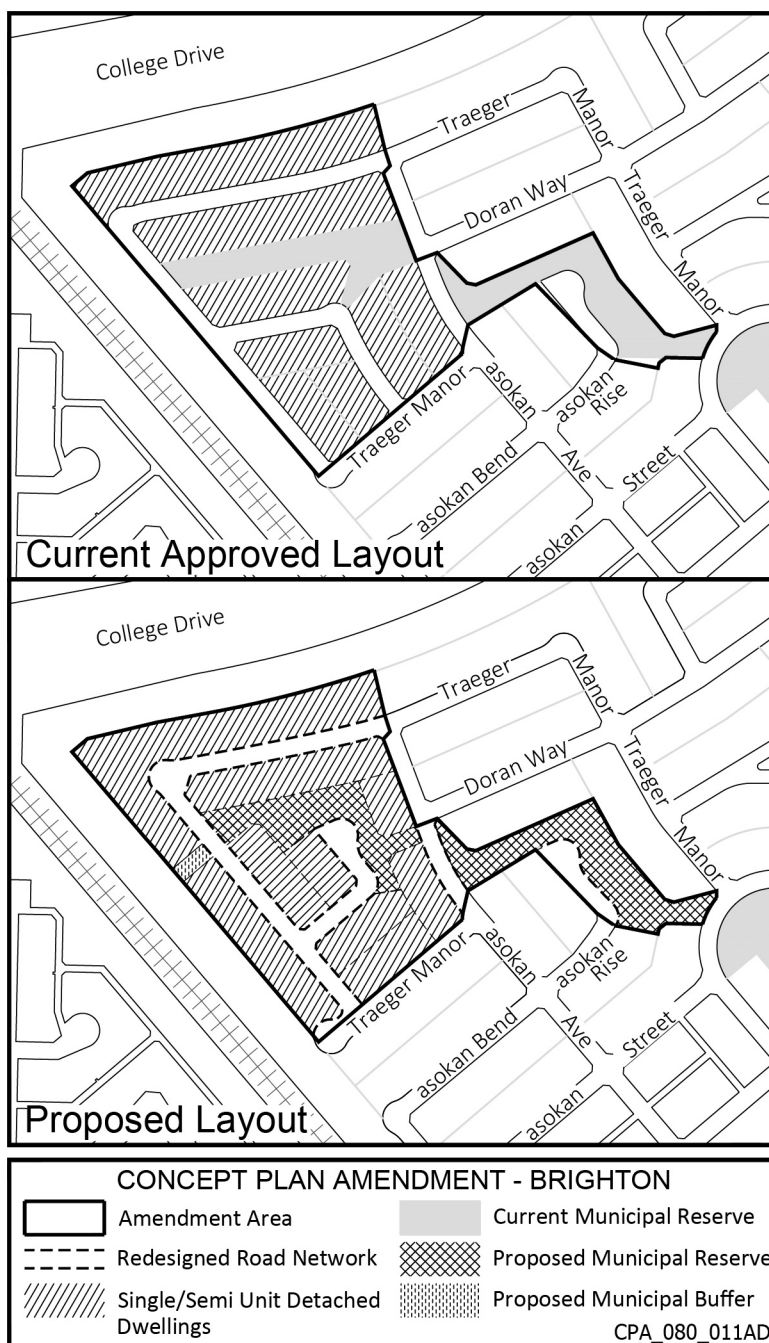 College Drive
Traeger
Manor
Doran Way
Traeger
Manor
Traeger Manor
asokan
asokan
Rise
asokan Bend
Ave
Street
asokan
Current Approved Layout
College Drive
Traeger
Manor
Doran Way
Traeger
Manor
Traeger Manor
asokan
asokan
Rise
asokan Bend
Ave
Street
asokan
Proposed Layout
CONCEPT PLAN AMENDMENT - BRIGHTON
Amendment Area
Current Municipal Reserve
Redesigned Road Network
Proposed Municipal Reserve
Single/Semi Unit Detached
Dwellings
Proposed Municipal Buffer
CPA_080_011AD